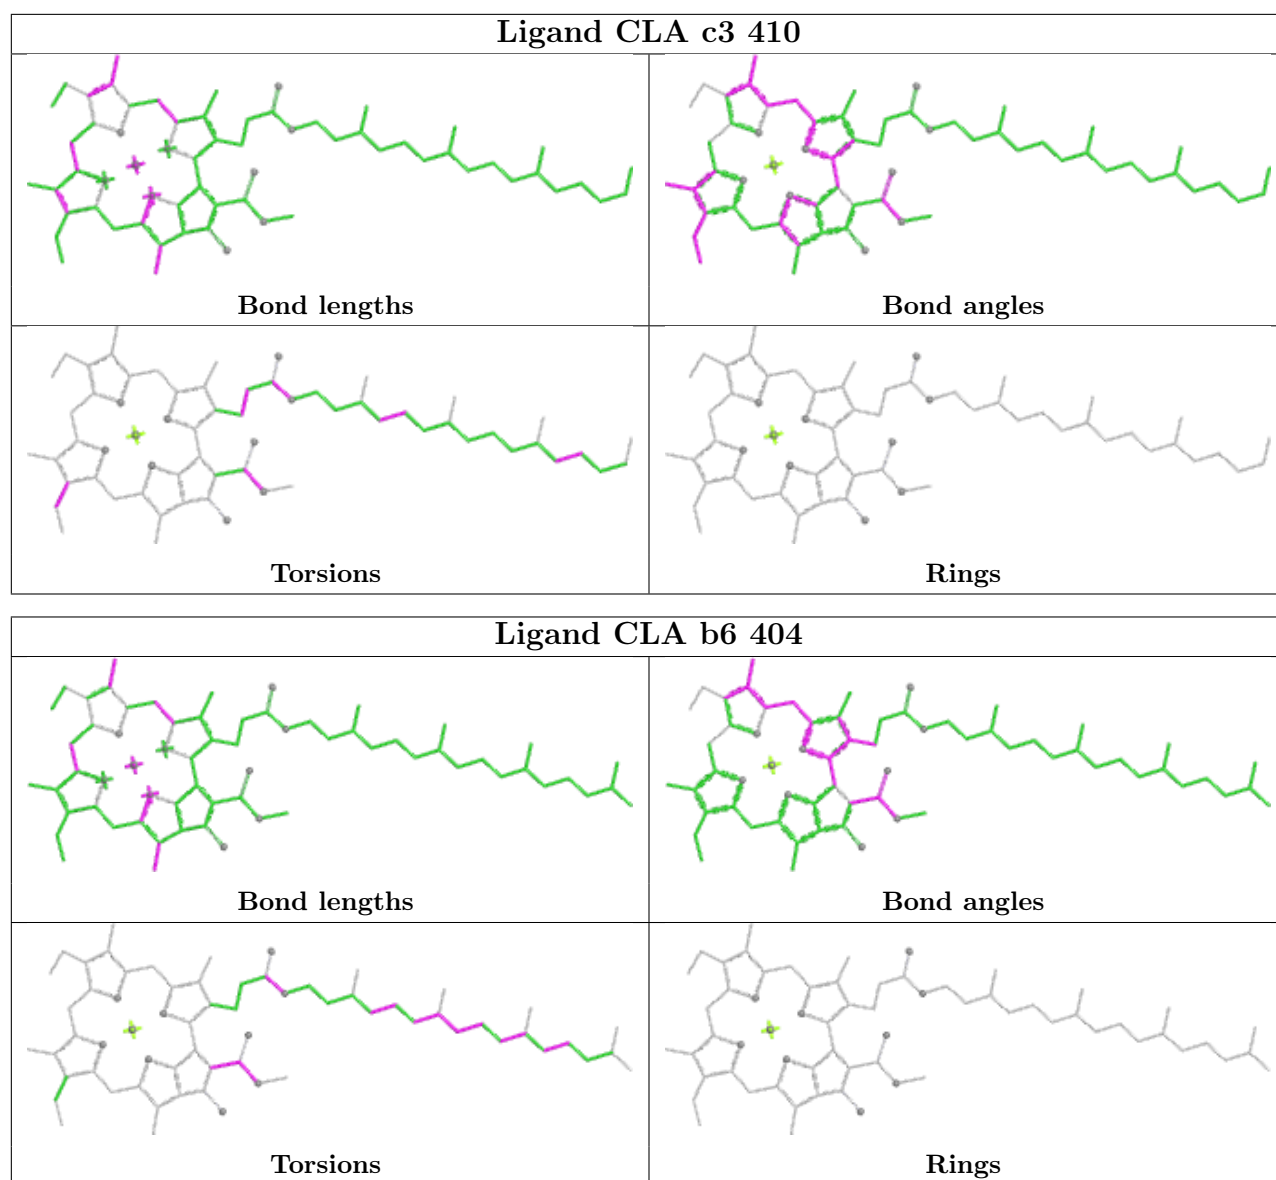 Ligand CLA c3 410
Bond lengths
Bond angles
Torsions
Rings
Ligand CLA b6 404
Bond lengths
Bond angles
Torsions
Rings